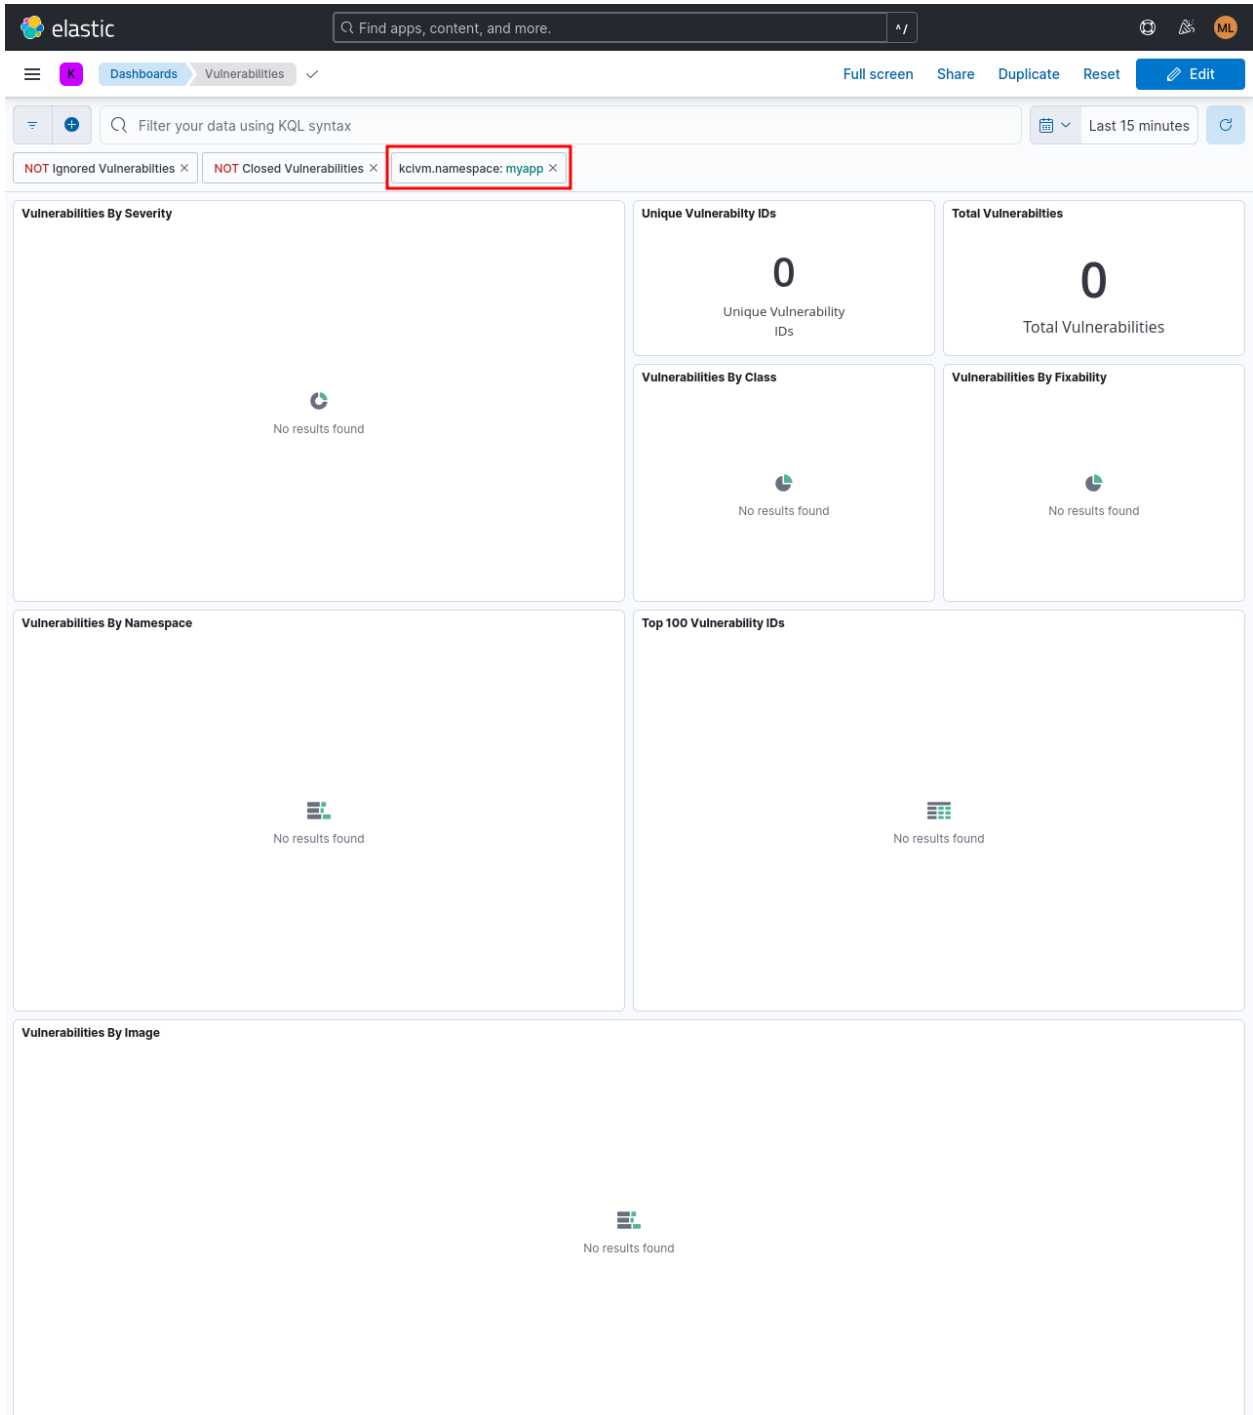 elastic
Find apps, content, and more.
^/
ML
K
Dashboards
Vulnerabilities
Full screen
Share
Duplicate
Reset
Edit
Filter your data using KQL syntax
Last 15 minutes
NOT Ignored Vulnerabilties ×
NOT Closed Vulnerabilities ×
kcivm.namespace: myapp ×
Vulnerabilities By Severity
No results found
Unique Vulnerabilty IDs
0
Unique Vulnerability
IDs
Total Vulnerabilties
0
Total Vulnerabilities
Vulnerabilities By Class
No results found
Vulnerabilities By Fixability
No results found
Vulnerabilities By Namespace
No results found
Top 100 Vulnerability IDs
No results found
Vulnerabilities By Image
No results found